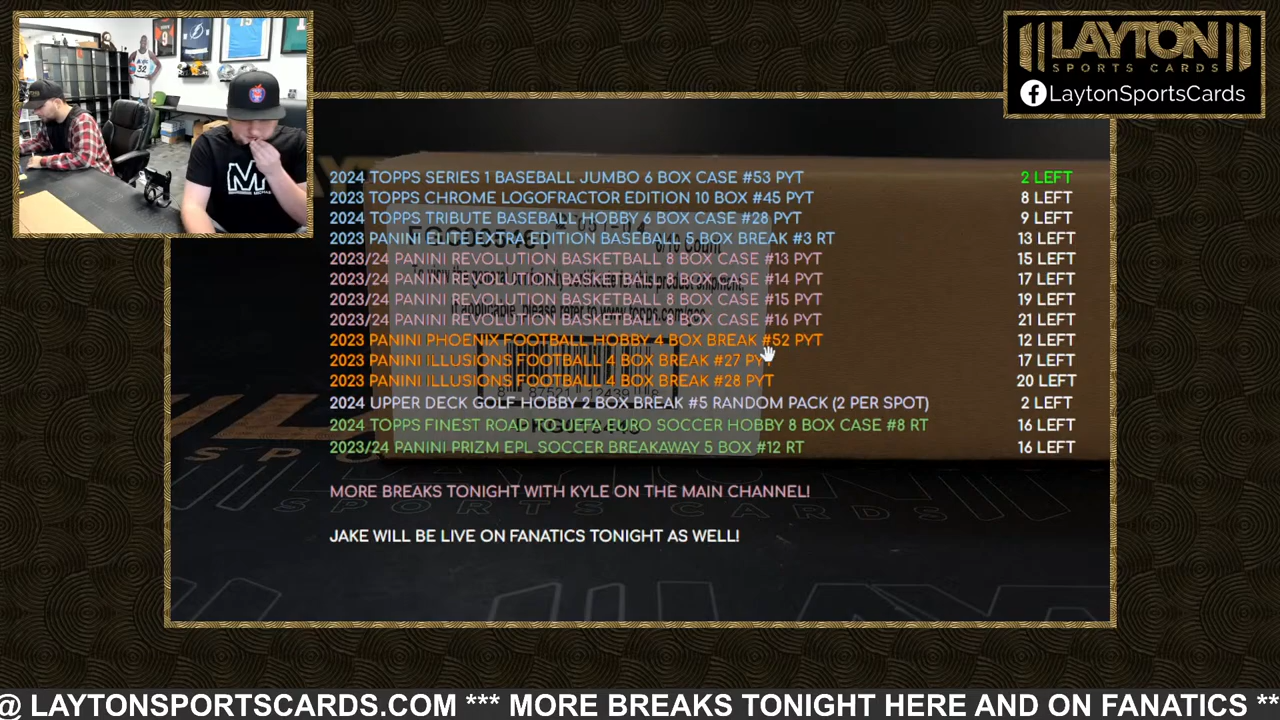 LAYTON
SPORTS CARDS
LaytonSportsCards
2024 TOPPS SERIES 1 BASEBALL JUMBO 6 BOX CASE #53 PYT 2 LEFT
2023 TOPPS CHROME LOGOFRACTOR EDITION 10 BOX #45 PYT 8 LEFT
2024 TOPPS TRIBUTE BASEBALL HOBBY 6 BOX CASE #28 PYT 9 LEFT
2023 PANINI ELITE EXTRA EDITION BASEBALL 5 BOX BREAK #3 RT 13 LEFT
2023/24 PANINI REVOLUTION BASKETBALL 8 BOX CASE #13 PYT 15 LEFT
2023/24 PANINI REVOLUTION BASKETBALL 8 BOX CASE #14 PYT 17 LEFT
2023/24 PANINI REVOLUTION BASKETBALL 8 BOX CASE #15 PYT 19 LEFT
2023/24 PANINI REVOLUTION BASKETBALL 8 BOX CASE #16 PYT 21 LEFT
2023 PANINI PHOENIX FOOTBALL HOBBY 4 BOX BREAK #52 PYT 12 LEFT
2023 PANINI ILLUSIONS FOOTBALL 4 BOX BREAK #27 PYT 17 LEFT
2023 PANINI ILLUSIONS FOOTBALL 4 BOX BREAK #28 PYT 20 LEFT
2024 UPPER DECK GOLF HOBBY 2 BOX BREAK #5 RANDOM PACK (2 PER SPOT) 2 LEFT
2024 TOPPS FINEST ROAD TO UEFA EURO SOCCER HOBBY 8 BOX CASE #8 RT 16 LEFT
2023/24 PANINI PRIZM EPL SOCCER BREAKAWAY 5 BOX #12 RT 16 LEFT
MORE BREAKS TONIGHT WITH KYLE ON THE MAIN CHANNEL!
JAKE WILL BE LIVE ON FANATICS TONIGHT AS WELL!
@ LAYTONSPORTSCARDS.COM *** MORE BREAKS TONIGHT HERE AND ON FANATICS **